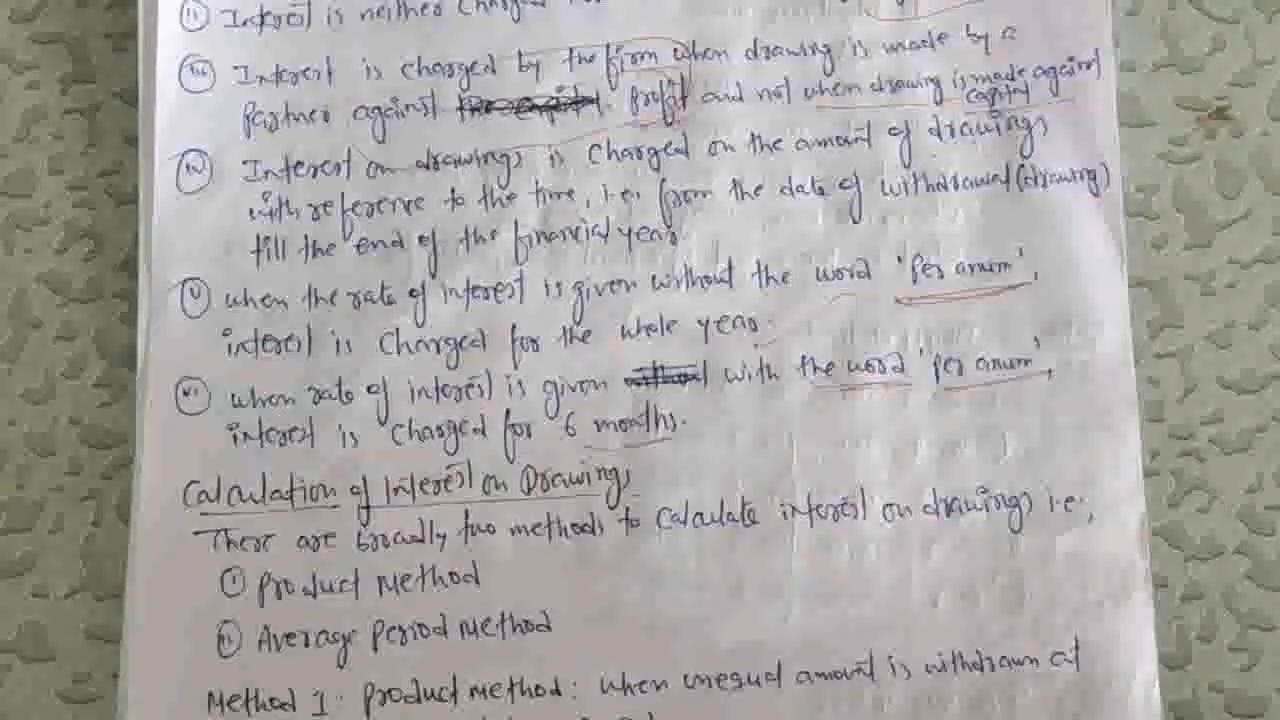 (ii) Interest is neither charged
(iii) Interest is charged by the firm when drawing is made by a
partner against profit and not when drawing is made against
capital
(iv) Interest on drawings is charged on the amount of drawings
with reference to the time, i.e. from the date of withdrawal (drawing)
till the end of the financial year.
(v) when the rate of interest is given without the word 'per anum',
interest is charged for the whole year.
(vi) when rate of interest is given with the word 'per anum',
interest is charged for 6 months.
Calculation of Interest on Drawings
There are broadly two methods to calculate interest on drawings i.e.,
(i) Product Method
(ii) Average Period Method
Method 1. Product method: when unequal amount is withdrawn at